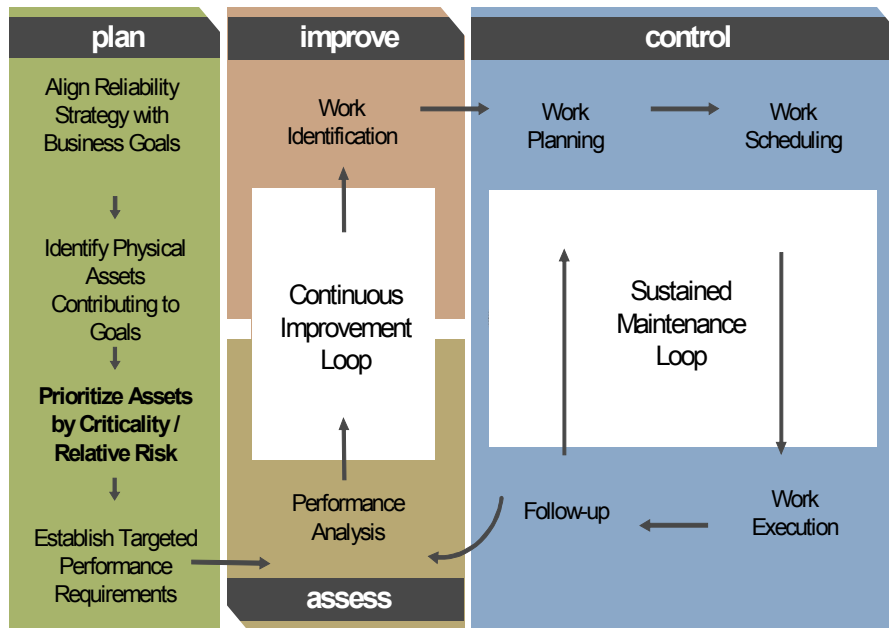 plan
Align Reliability
Strategy with
Business Goals
Identify Physical
Assets
Contributing to
Goals
Prioritize Assets
by Criticality /
Relative Risk
Establish Targeted
Performance
Requirements
improve
Work
Identification
Continuous
Improvement
Loop
Performance
Analysis
assess
control
Work
Planning
Work
Scheduling
Sustained
Maintenance
Loop
Follow-up
Work
Execution